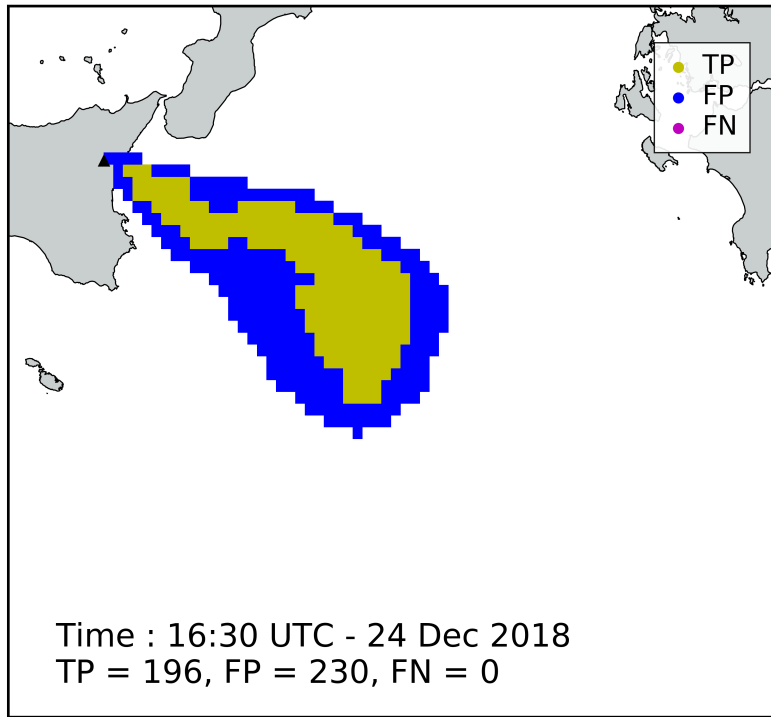 TP
FP
FN
Time : 16:30 UTC - 24 Dec 2018
TP = 196, FP = 230, FN = 0